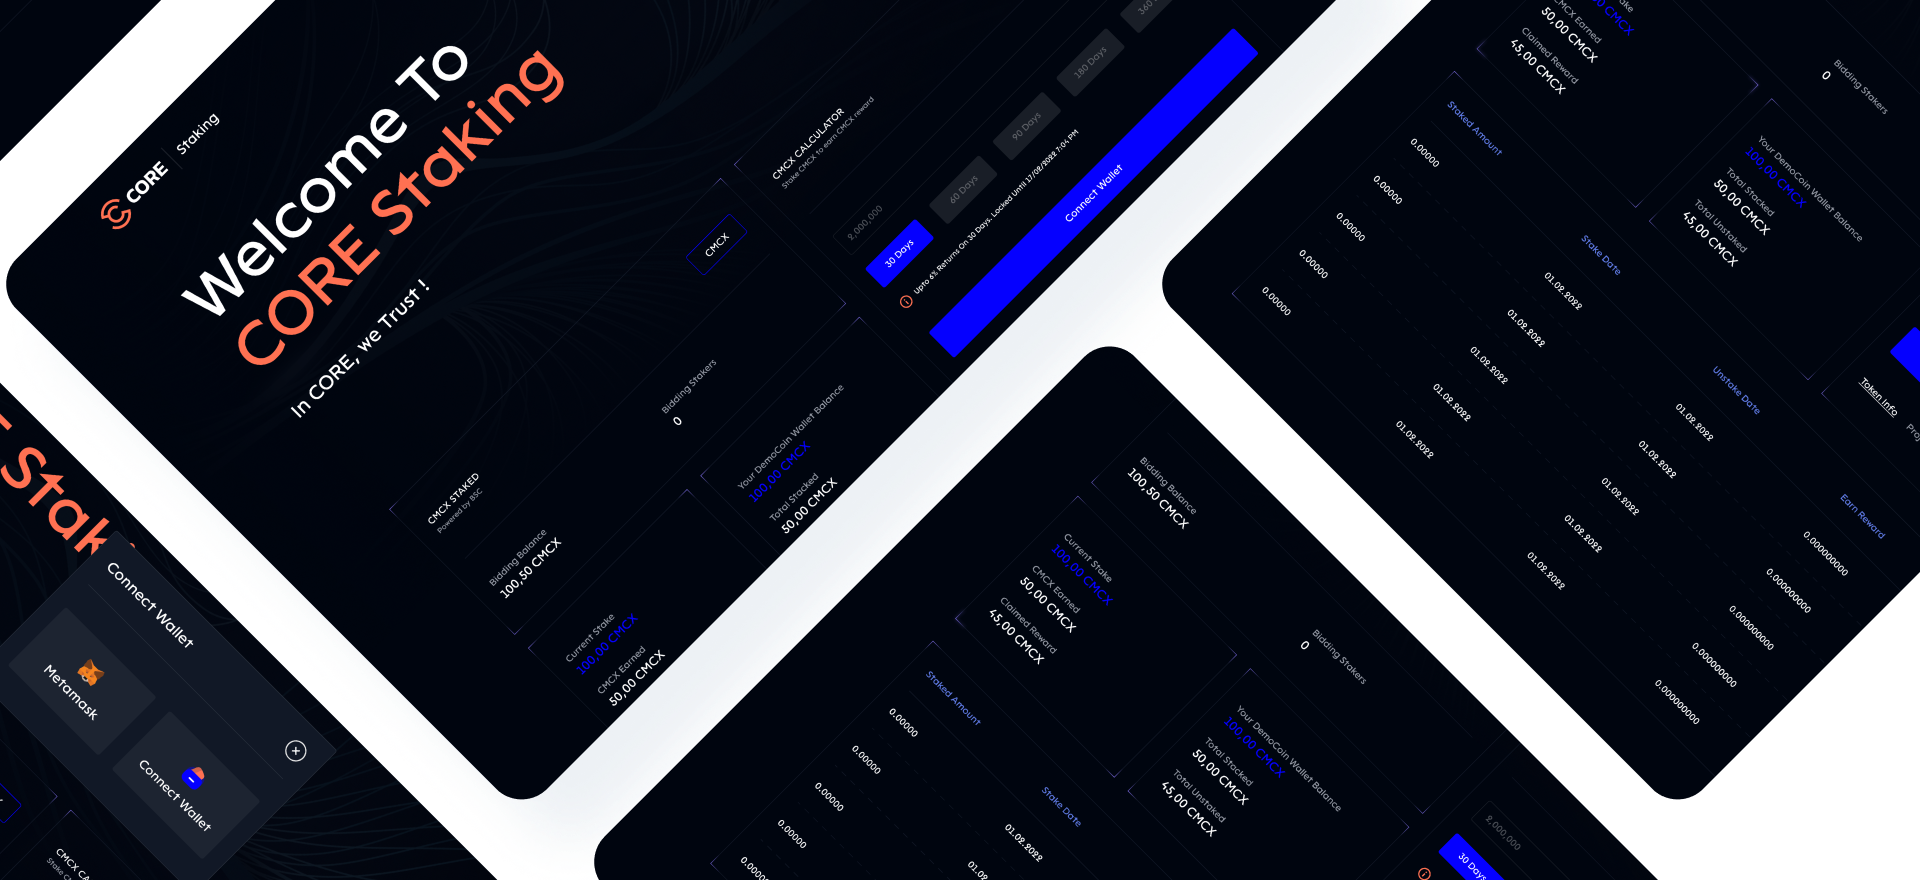 CORE
Staking
Welcome To
CORE Staking
In CORE, we Trust !
CMCX
CMCX STAKED
Powered by BSC
Bidding Balance
100,50 CMCX
Bidding Stakers
0
Current Stake
100,00 CMCX
CMCX Earned
50,00 CMCX
Your DemoCoin Wallet Balance
100,00 CMCX
Total Stacked
50,00 CMCX
CMCX CALCULATOR
Stake CMCX to earn CMCX reward
2,000,000
30 Days
60 Days
90 Days
180 Days
360
Upto 6% Returns On 30 Days. Locked Until 17/02/2022 7:04 PM
Connect Wallet
Stak
Connect Wallet
Metamask
Connect Wallet
CMCX CA
Bidding Balance
100,50 CMCX
Bidding Stakers
0
Current Stake
100,00 CMCX
CMCX Earned
50,00 CMCX
Claimed Reward
45,00 CMCX
Your DemoCoin Wallet Balance
100,00 CMCX
Total Stacked
50,00 CMCX
Total Unstaked
45,00 CMCX
Staked Amount
0.00000
0.00000
0.00000
0.00000
0.00000
Stake Date
01.02.2022
01.02
2,000,000
30 Days
CMCX
CMCX Earned
50,00 CMCX
Claimed Reward
45,00 CMCX
Bidding Stakers
0
Your DemoCoin Wallet Balance
100,00 CMCX
Total Stacked
50,00 CMCX
Total Unstaked
45,00 CMCX
Token Info
Staked Amount
0.00000
0.00000
0.00000
0.00000
0.00000
Stake Date
01.02.2022
01.02.2022
01.02.2022
01.02.2022
01.02.2022
Unstake Date
01.02.2022
01.02.2022
01.02.2022
01.02.2022
01.02.2022
Earn Reward
0.000000000
0.000000000
0.000000000
0.000000000
0.000000000